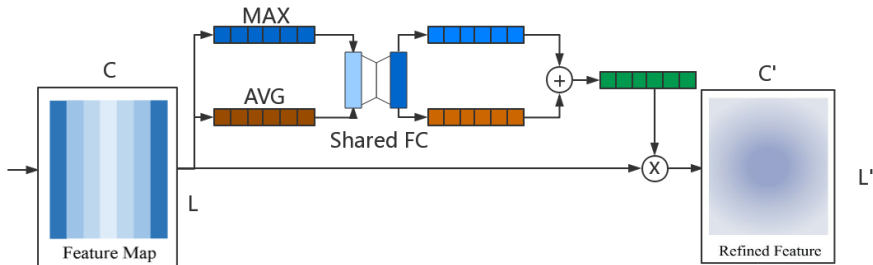 MAX
C
AVG
Shared FC
+
C'
X
L
L'
Feature Map
Refined Feature